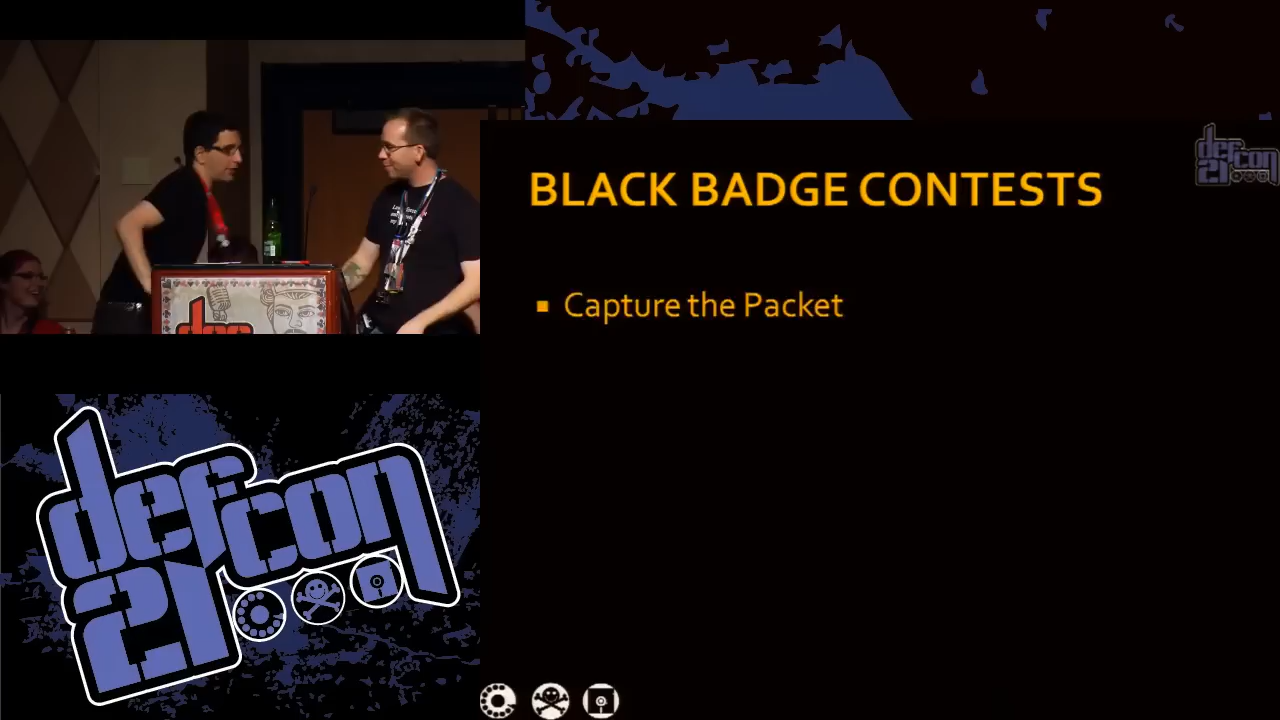 defcon
21
BLACK BADGE CONTESTS
Capture the Packet
defcon
21